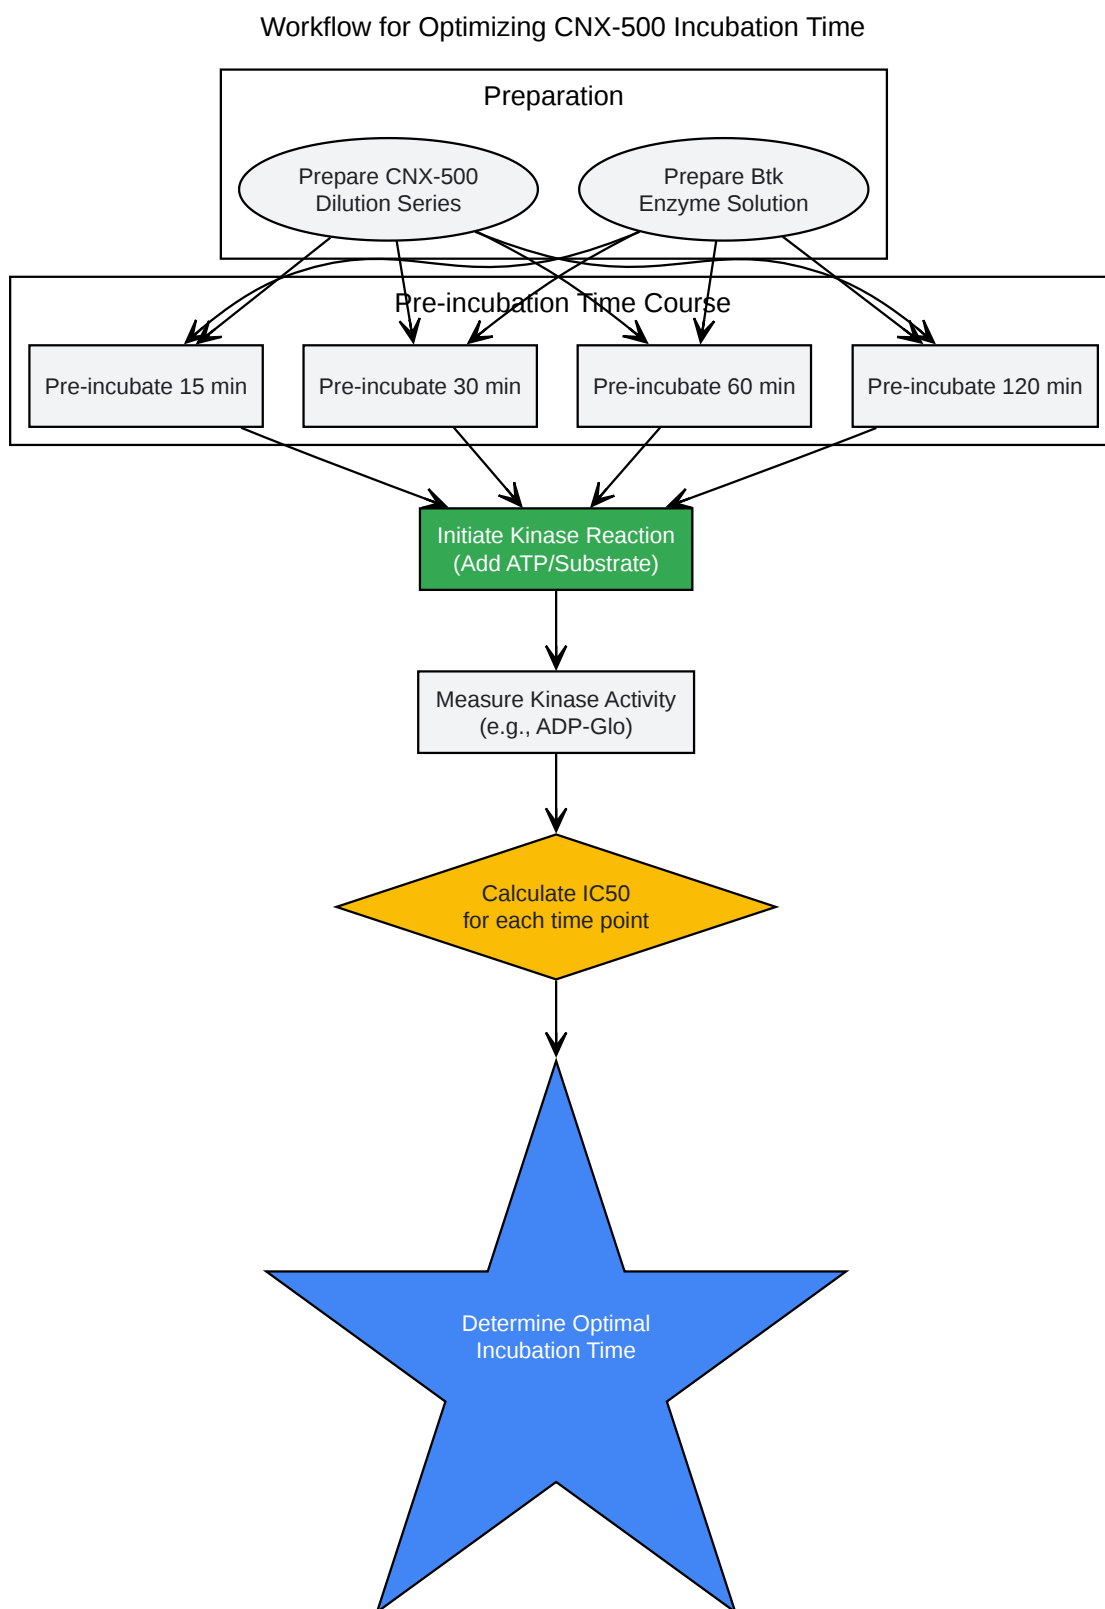 Workflow for Optimizing CNX-500 Incubation Time
Preparation
Prepare CNX-500
Dilution Series
Prepare Btk
Enzyme Solution
Pre-incubation Time Course
Pre-incubate 15 min
Pre-incubate 30 min
Pre-incubate 60 min
Pre-incubate 120 min
Initiate Kinase Reaction
(Add ATP/Substrate)
Measure Kinase Activity
(e.g., ADP-Glo)
Calculate IC50
for each time point
Determine Optimal
Incubation Time